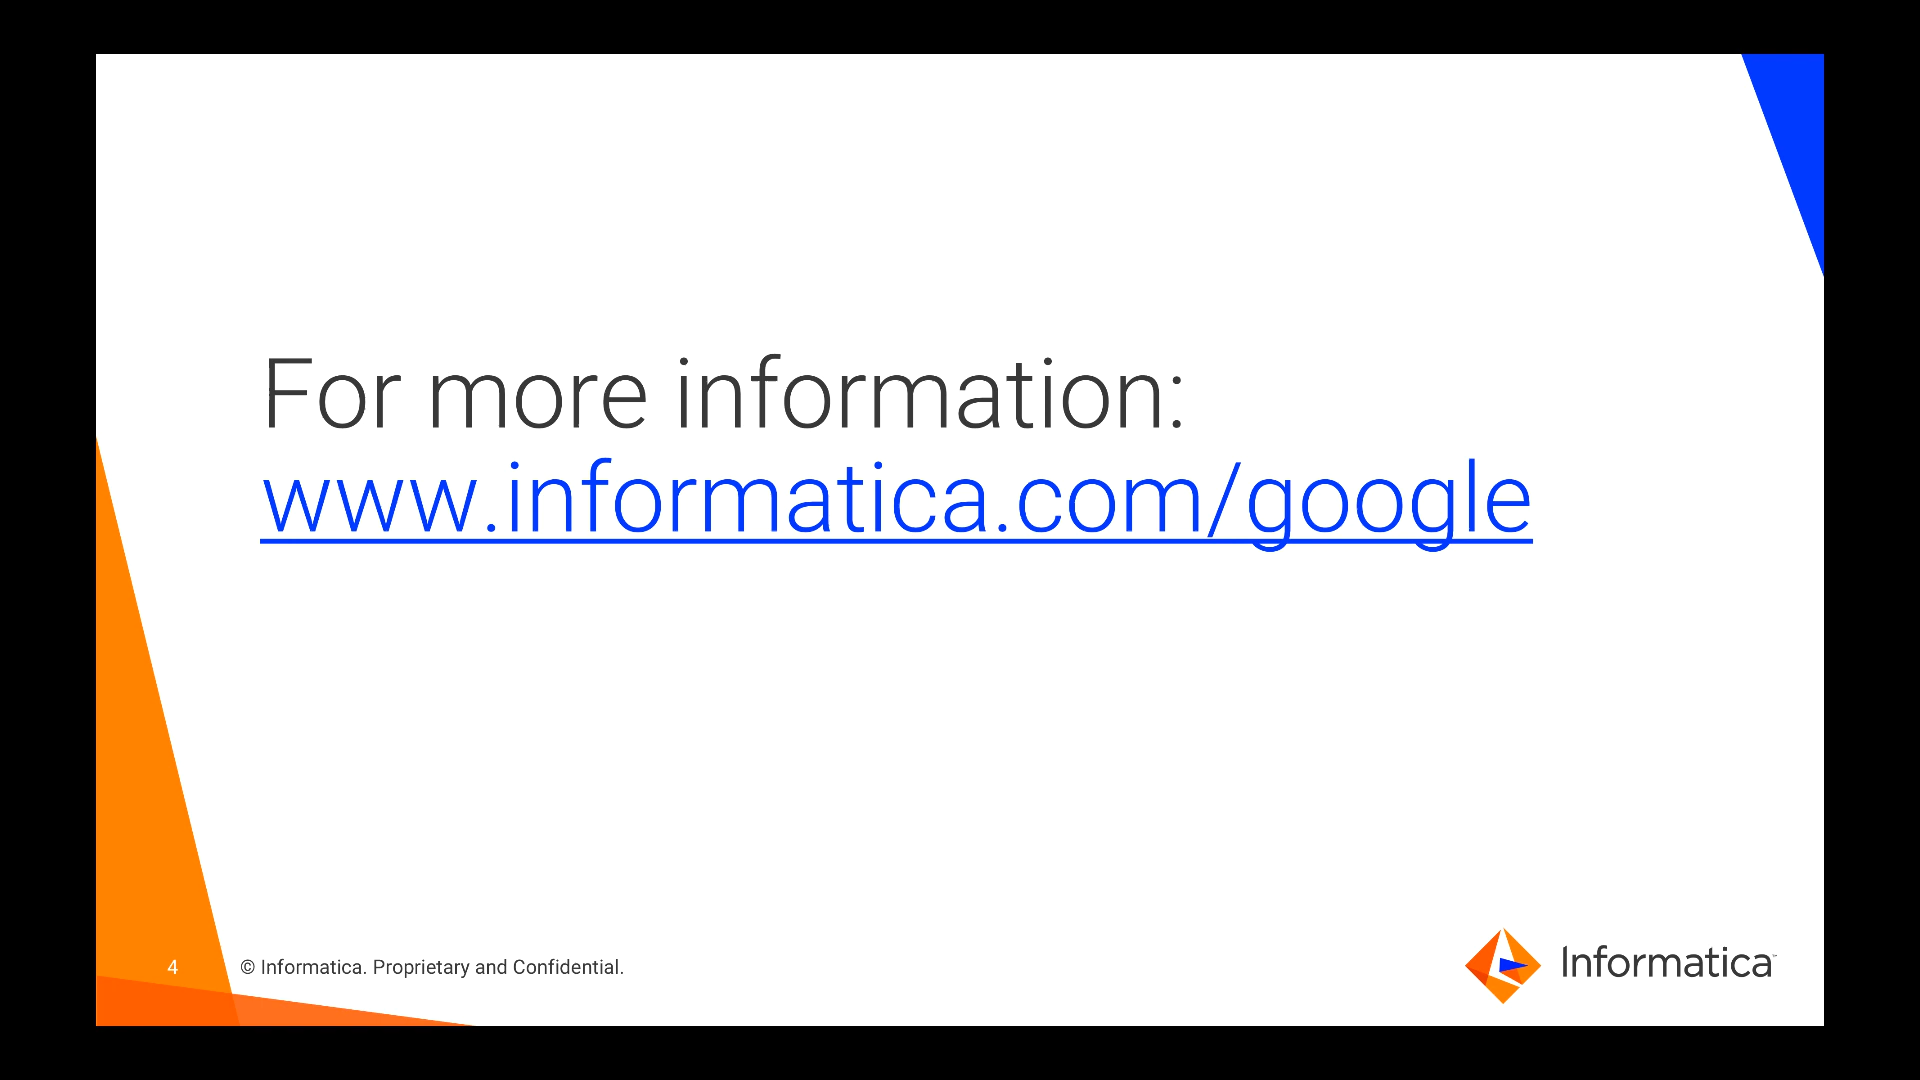 For more information:
www.informatica.com/google
4
© Informatica. Proprietary and Confidential.
Informatica